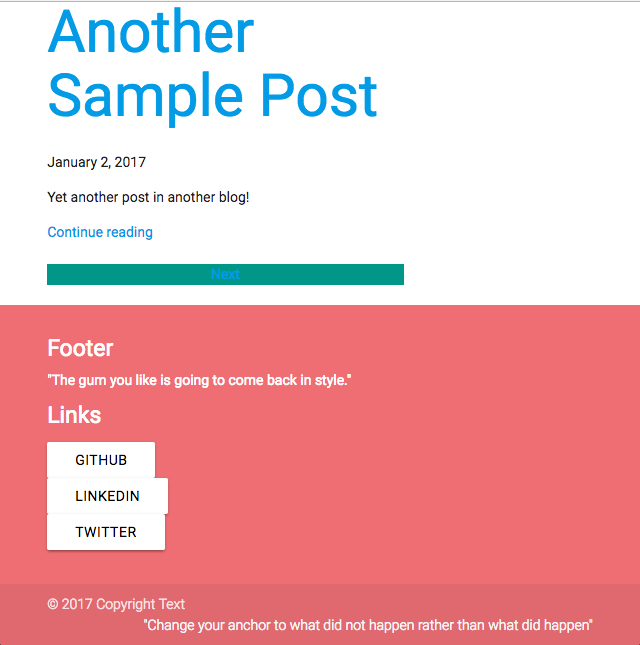 Another
Sample Post
January 2, 2017
Yet another post in another blog!
Continue reading
Next
Footer
"The gum you like is going to come back in style."
Links
GITHUB
LINKEDIN
TWITTER
© 2017 Copyright Text
"Change your anchor to what did not happen rather than what did happen"